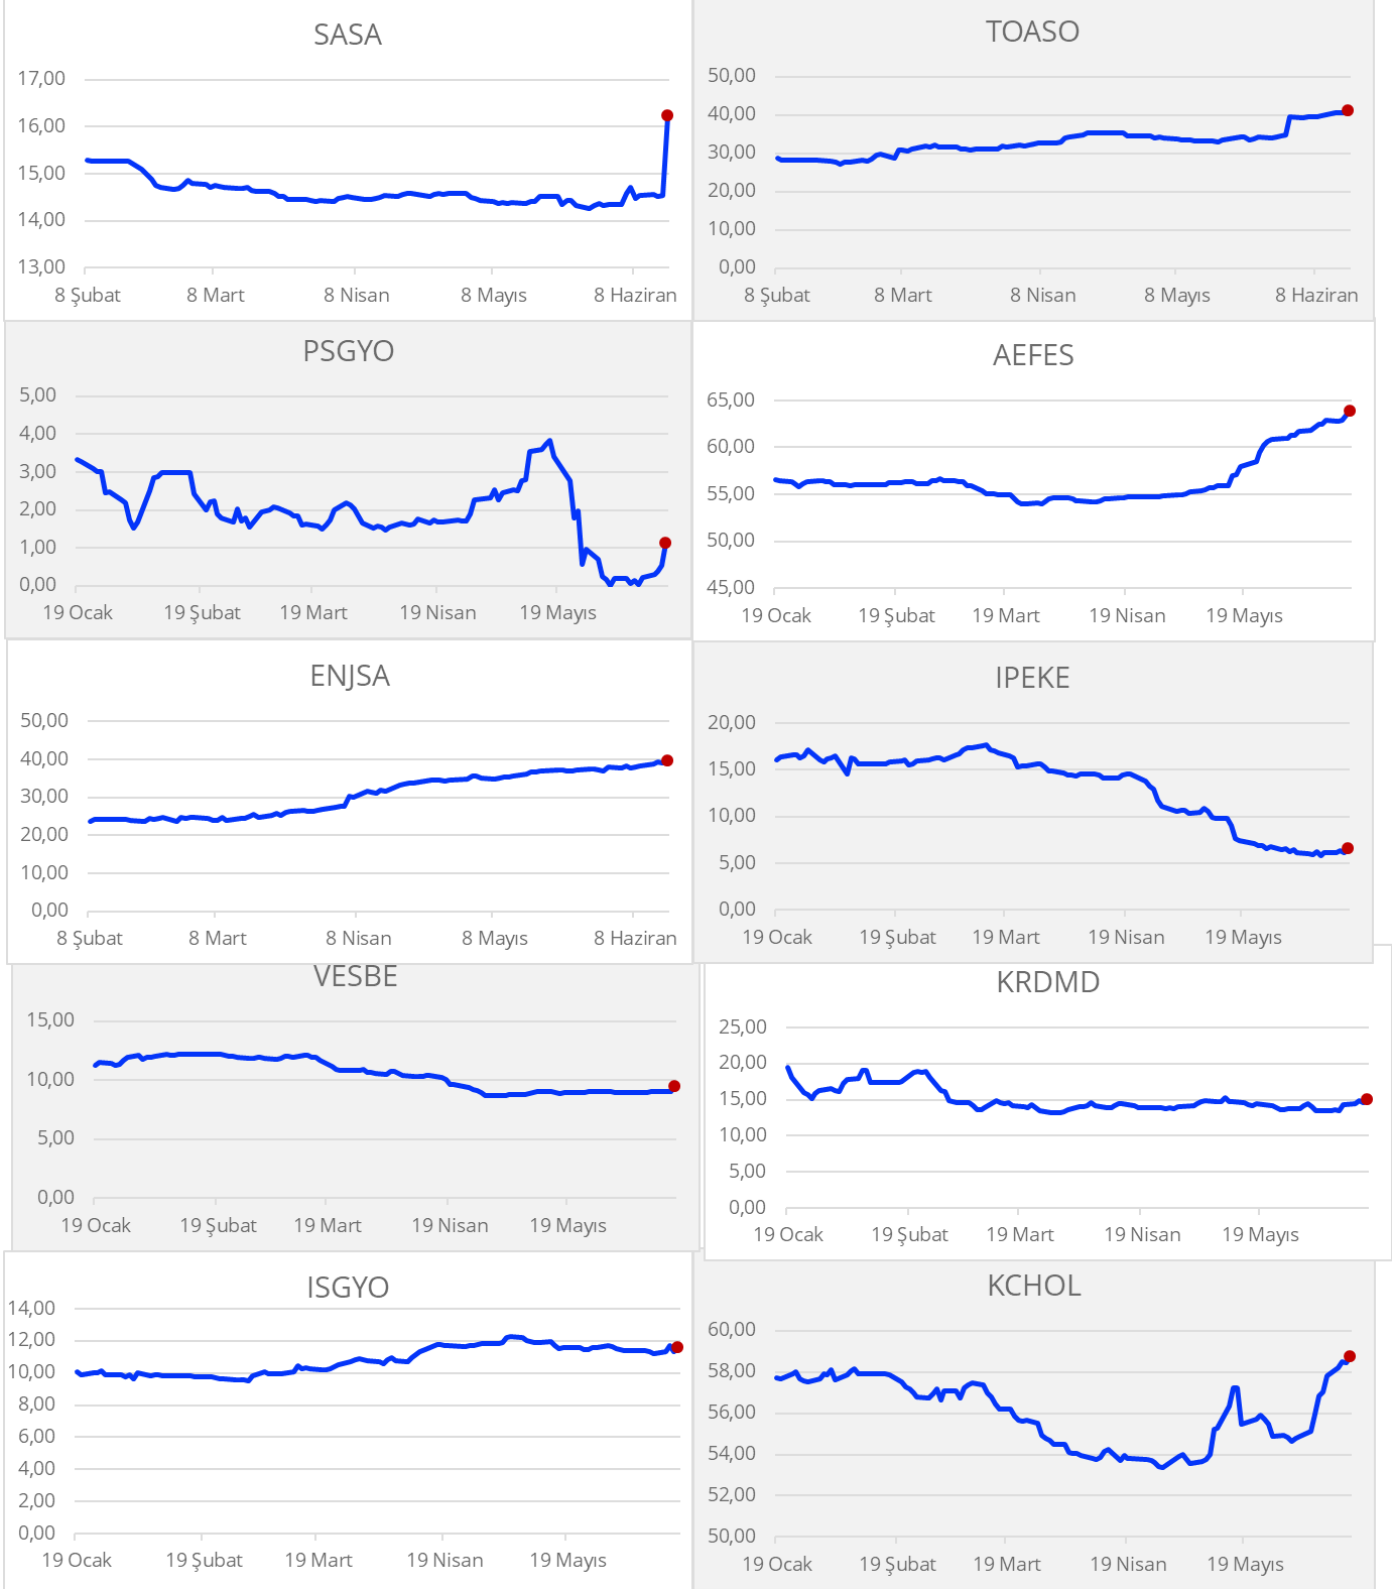 SASA
17,00
16,00
15,00
14,00
13,00
8 Şubat 8 Mart 8 Nisan 8 Mayıs 8 Haziran
TOASO
50,00
40,00
30,00
20,00
10,00
0,00
8 Şubat 8 Mart 8 Nisan 8 Mayıs 8 Haziran
PSGYO
5,00
4,00
3,00
2,00
1,00
0,00
19 Ocak 19 Şubat 19 Mart 19 Nisan 19 Mayıs
AEFES
65,00
60,00
55,00
50,00
45,00
19 Ocak 19 Şubat 19 Mart 19 Nisan 19 Mayıs
ENJSA
50,00
40,00
30,00
20,00
10,00
0,00
8 Şubat 8 Mart 8 Nisan 8 Mayıs 8 Haziran
IPEKE
20,00
15,00
10,00
5,00
0,00
19 Ocak 19 Şubat 19 Mart 19 Nisan 19 Mayıs
VESBE
15,00
10,00
5,00
0,00
19 Ocak 19 Şubat 19 Mart 19 Nisan 19 Mayıs
KRDMD
25,00
20,00
15,00
10,00
5,00
0,00
19 Ocak 19 Şubat 19 Mart 19 Nisan 19 Mayıs
ISGYO
14,00
12,00
10,00
8,00
6,00
4,00
2,00
0,00
19 Ocak 19 Şubat 19 Mart 19 Nisan 19 Mayıs
KCHOL
60,00
58,00
56,00
54,00
52,00
50,00
19 Ocak 19 Şubat 19 Mart 19 Nisan 19 Mayıs